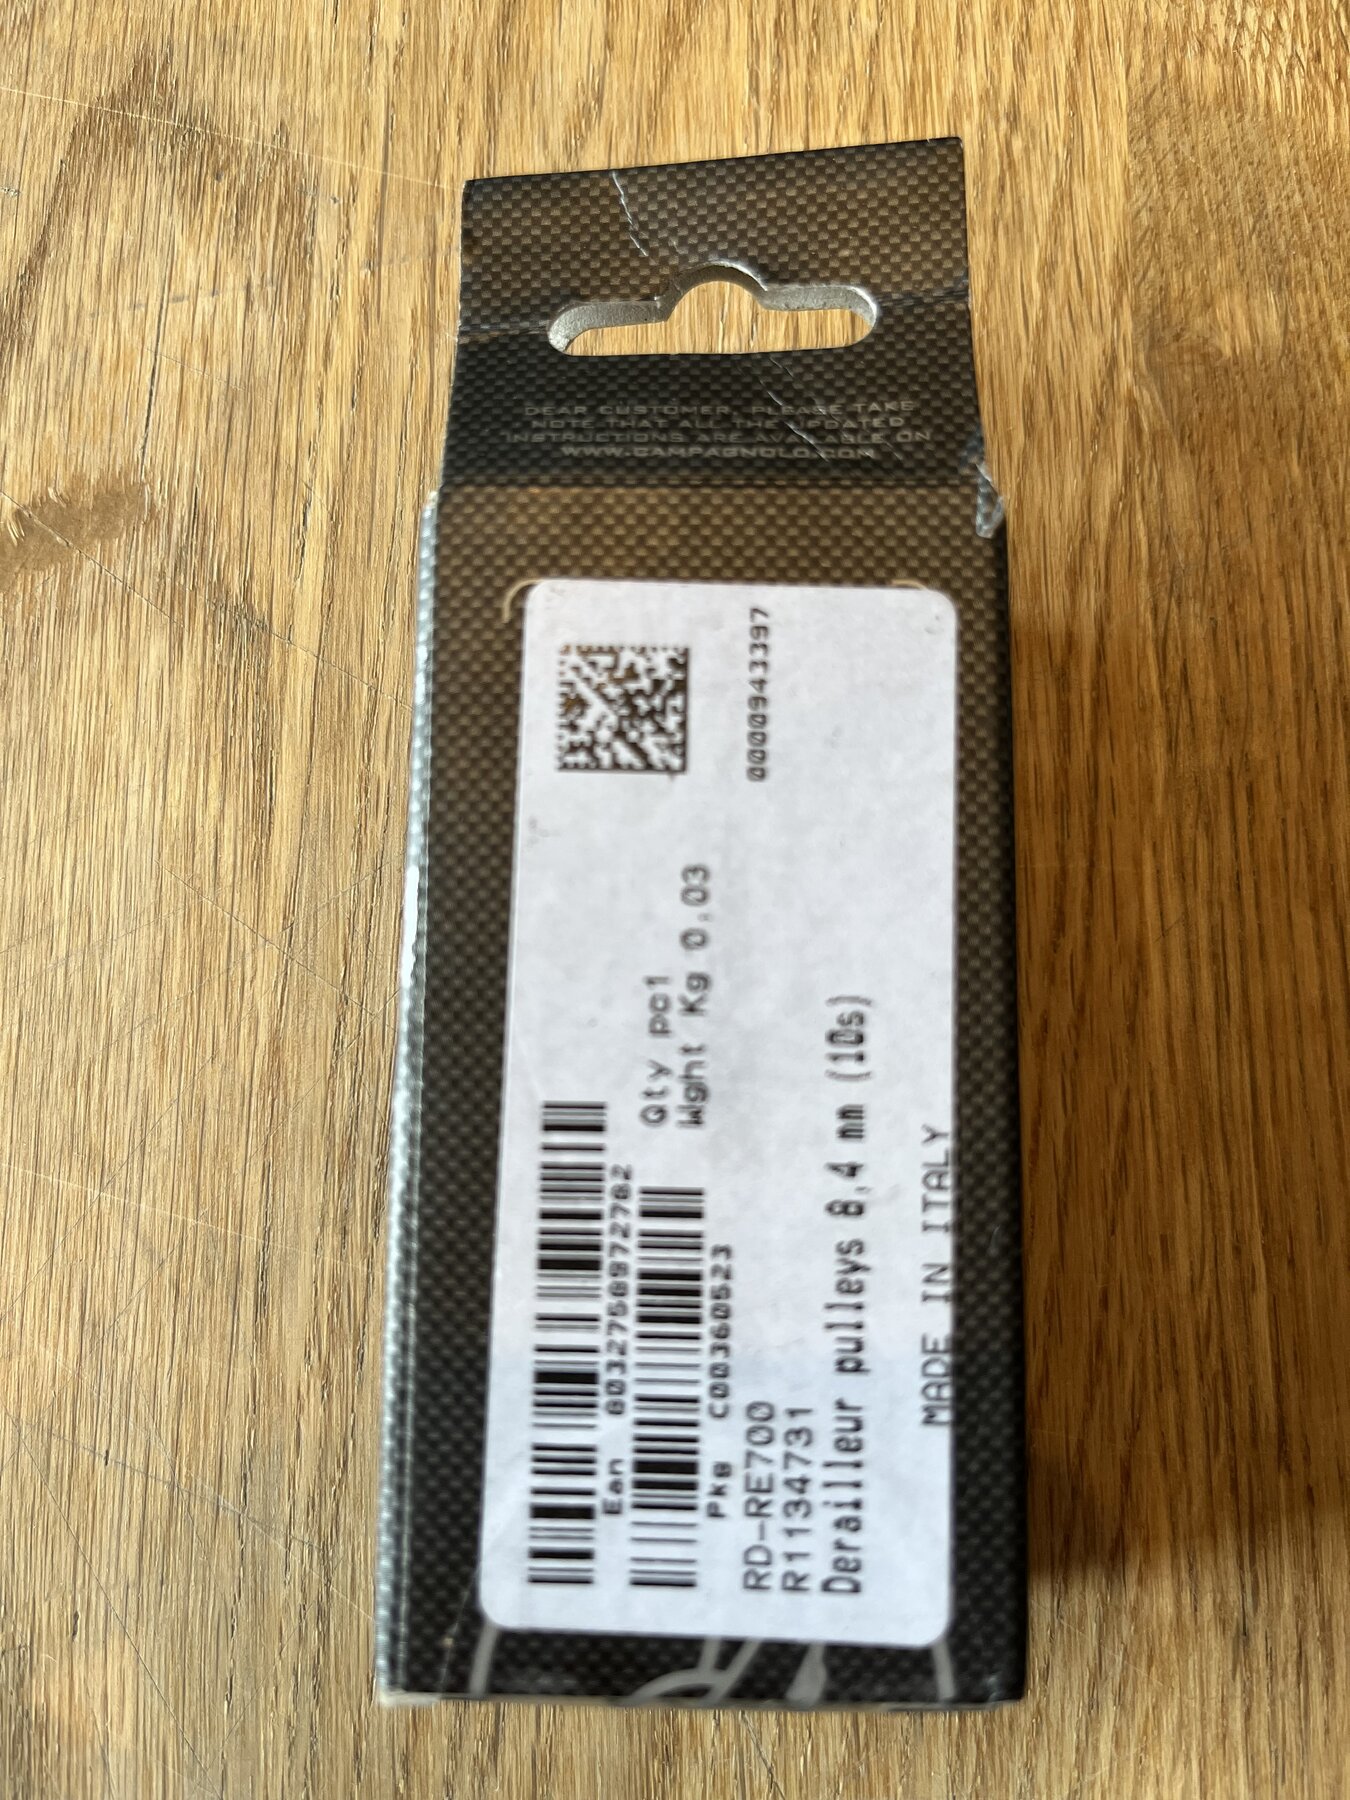 DEAR CUSTOMER, PLEASE TAKE
NOTE THAT ALL THE UPDATED
INSTRUCTIONS ARE AVAILABLE ON
WWW.CAMPAGNOLO.COM
Ean 8032758972782
Qty pc1
Pkg C00360523
Wght Kg 0.03
0000943397
RD-RE700
R1134731
Derailleur pulleys 8,4 mm (10s)
MADE IN ITALY